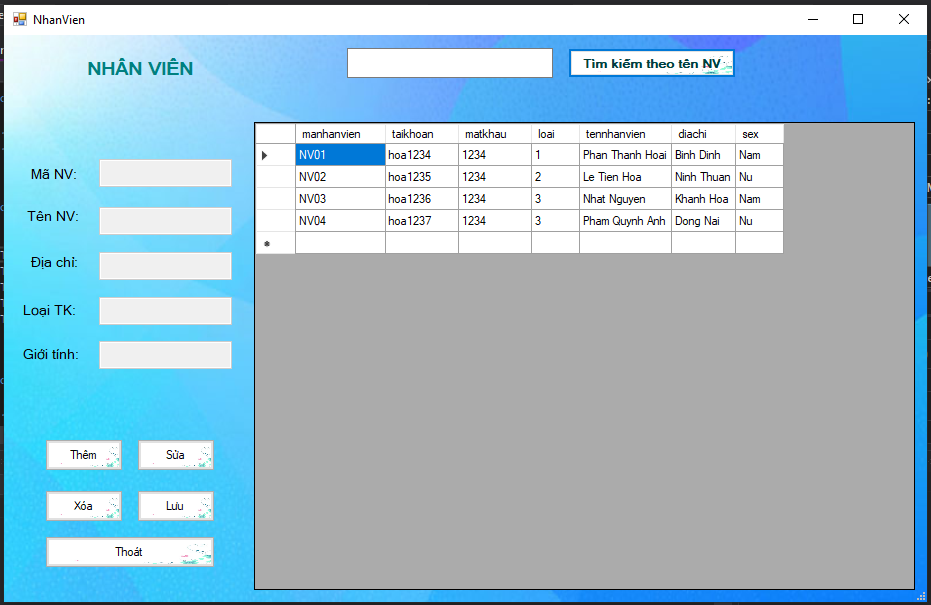 NhanVien
NHÂN VIÊN
Tìm kiếm theo tên NV
manhanvien taikhoan matkhau loai tennhanvien diachi sex
NV01 hoa1234 1234 1 Phan Thanh Hoai Binh Dinh Nam
NV02 hoa1235 1234 2 Le Tien Hoa Ninh Thuan Nu
NV03 hoa1236 1234 3 Nhat Nguyen Khanh Hoa Nam
NV04 hoa1237 1234 3 Pham Quynh Anh Dong Nai Nu
Mã NV:
Tên NV:
Địa chỉ:
Loại TK:
Giới tính:
Thêm Sửa
Xóa Lưu
Thoát